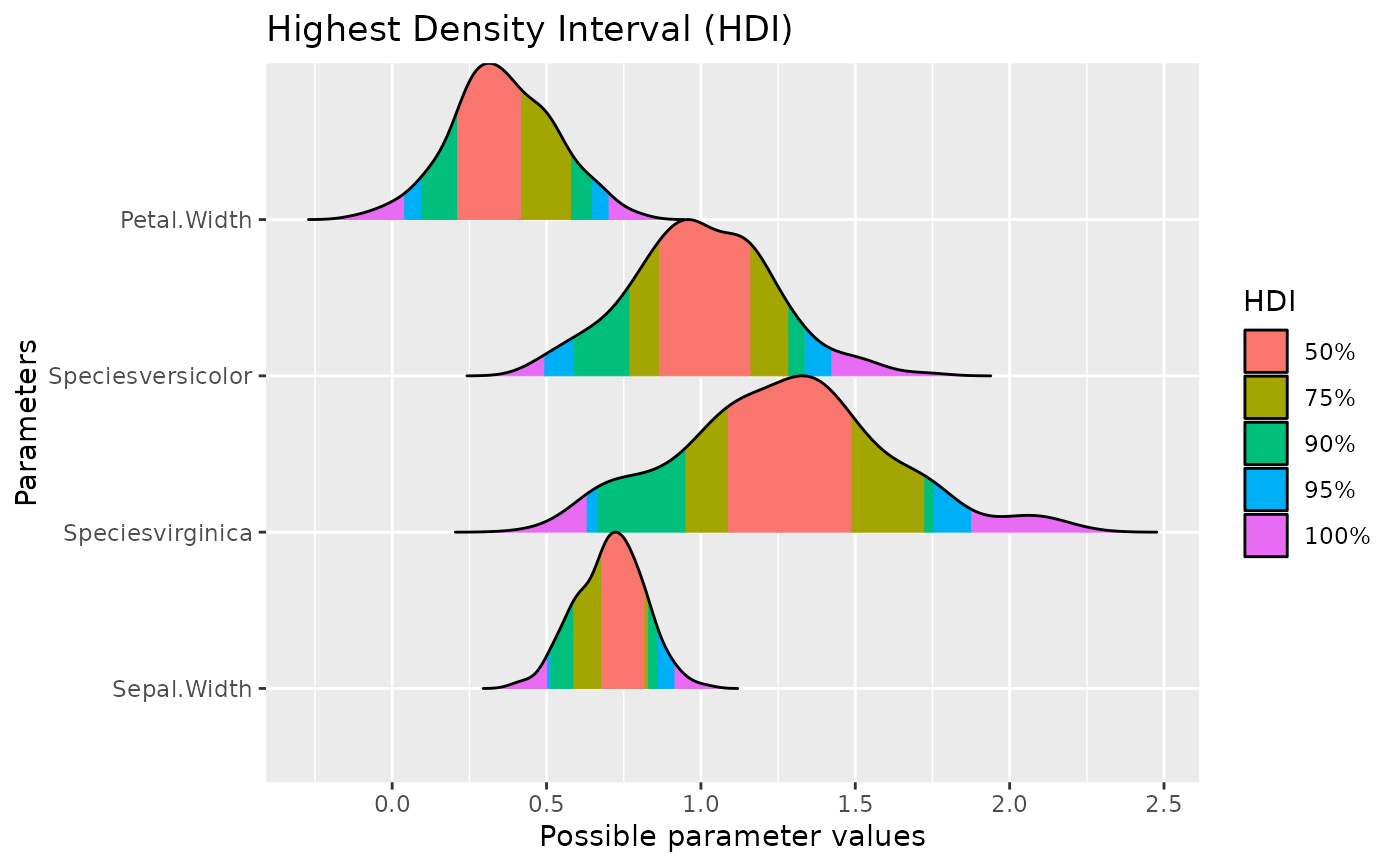 Highest Density Interval (HDI)
Parameters
Petal.Width
Speciesversicolor
Speciesvirginica
Sepal.Width
0.0 0.5 1.0 1.5 2.0 2.5
Possible parameter values
HDI
50%
75%
90%
95%
100%